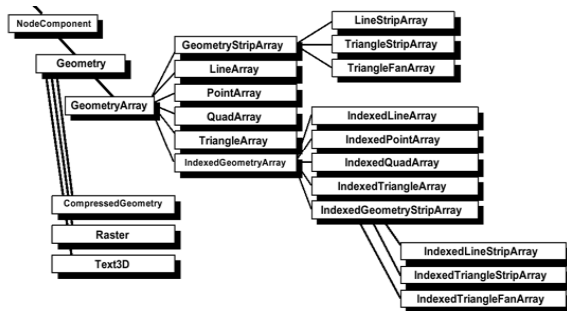 NodeComponent
Geometry
GeometryArray
GeometryStripArray
LineArray
PointArray
QuadArray
TriangleArray
IndexedGeometryArray
LineStripArray
TriangleStripArray
TriangleFanArray
IndexedLineArray
IndexedPointArray
IndexedQuadArray
IndexedTriangleArray
IndexedGeometryStripArray
IndexedLineStripArray
IndexedTriangleStripArray
IndexedTriangleFanArray
CompressedGeometry
Raster
Text3D